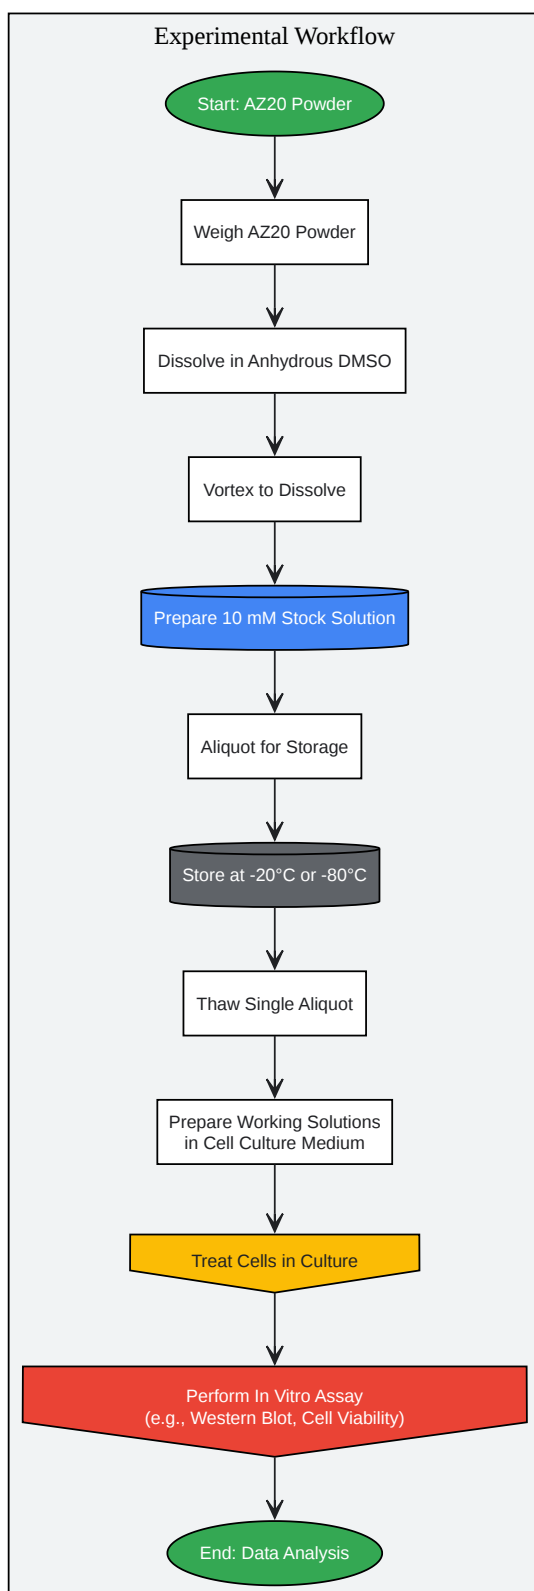 Experimental Workflow
Start: AZ20 Powder
Weigh AZ20 Powder
Dissolve in Anhydrous DMSO
Vortex to Dissolve
Prepare 10 mM Stock Solution
Aliquot for Storage
Store at -20°C or -80°C
Thaw Single Aliquot
Prepare Working Solutions
in Cell Culture Medium
Treat Cells in Culture
Perform In Vitro Assay
(e.g., Western Blot, Cell Viability)
End: Data Analysis